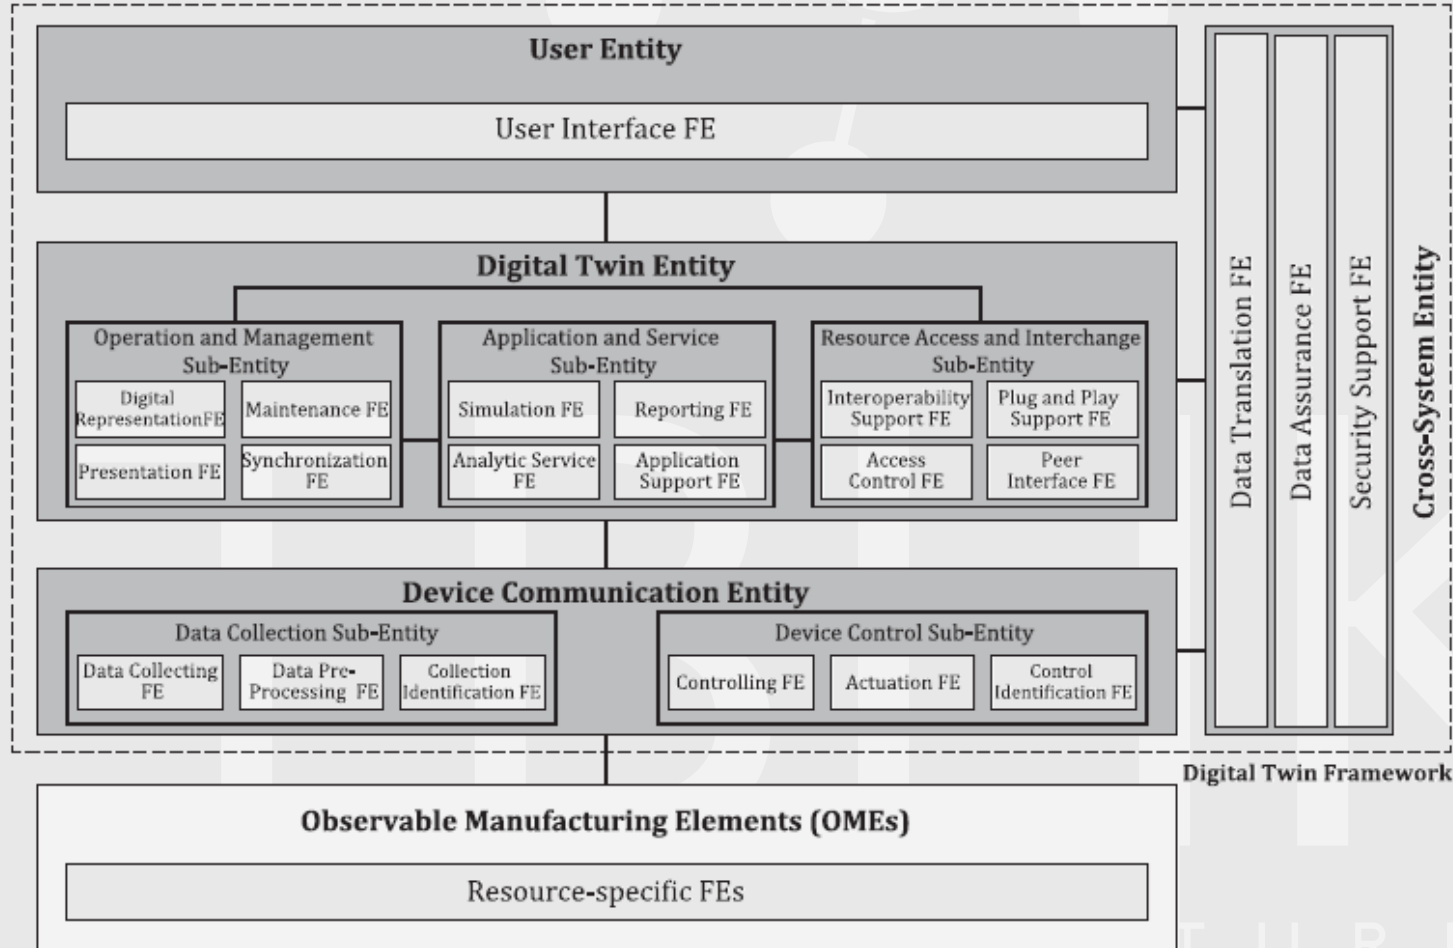 User Entity
User Interface FE
Digital Twin Entity
Operation and Management
Sub-Entity
Digital
RepresentationFE
Maintenance FE
Presentation FE
Synchronization
FE
Application and Service
Sub-Entity
Simulation FE
Reporting FE
Analytic Service
FE
Application
Support FE
Resource Access and Interchange
Sub-Entity
Interoperability
Support FE
Plug and Play
Support FE
Access
Control FE
Peer
Interface FE
Device Communication Entity
Data Collection Sub-Entity
Data Collecting
FE
Data Pre-
Processing FE
Collection
Identification FE
Device Control Sub-Entity
Controlling FE
Actuation FE
Control
Identification FE
Data Translation FE
Data Assurance FE
Security Support FE
Cross-System Entity
Digital Twin Framework
Observable Manufacturing Elements (OMEs)
Resource-specific FEs